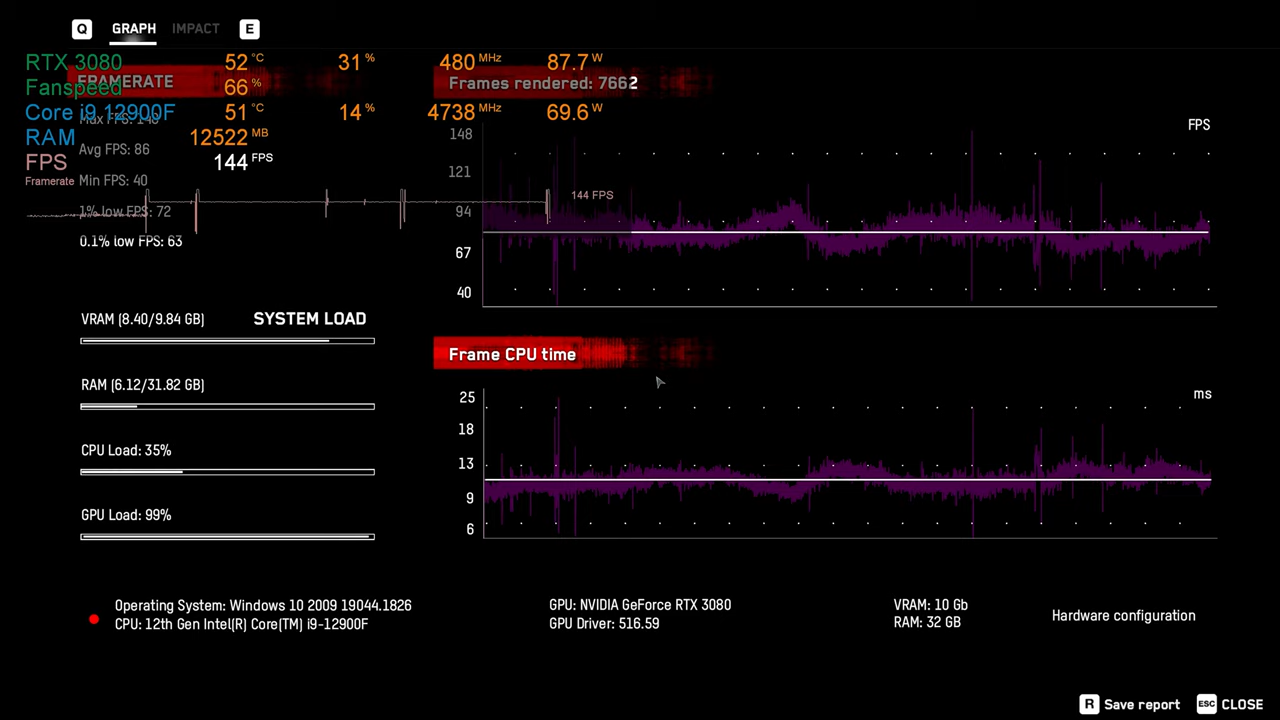 Q GRAPH IMPACT E
RTX 3080 52 °C 31 % 480 MHz 87.7 W
FRAMERATE Frames rendered: 7662
Fanspeed 66 %
Core i9 12900F 51 °C 14 % 4738 MHz 69.6 W
Max FPS: 148
RAM 12522 MB
Avg FPS: 86
FPS 144 FPS
Framerate
Min FPS: 40
144 FPS
1% low FPS: 72
0.1% low FPS: 63
FPS
148
121
94
67
40
VRAM (8.40/9.84 GB) SYSTEM LOAD
RAM (6.12/31.82 GB)
CPU Load: 35%
GPU Load: 99%
Frame CPU time
ms
25
18
13
9
6
Operating System: Windows 10 2009 19044.1826
CPU: 12th Gen Intel(R) Core(TM) i9-12900F
GPU: NVIDIA GeForce RTX 3080
GPU Driver: 516.59
VRAM: 10 Gb
RAM: 32 GB
Hardware configuration
R Save report ESC CLOSE